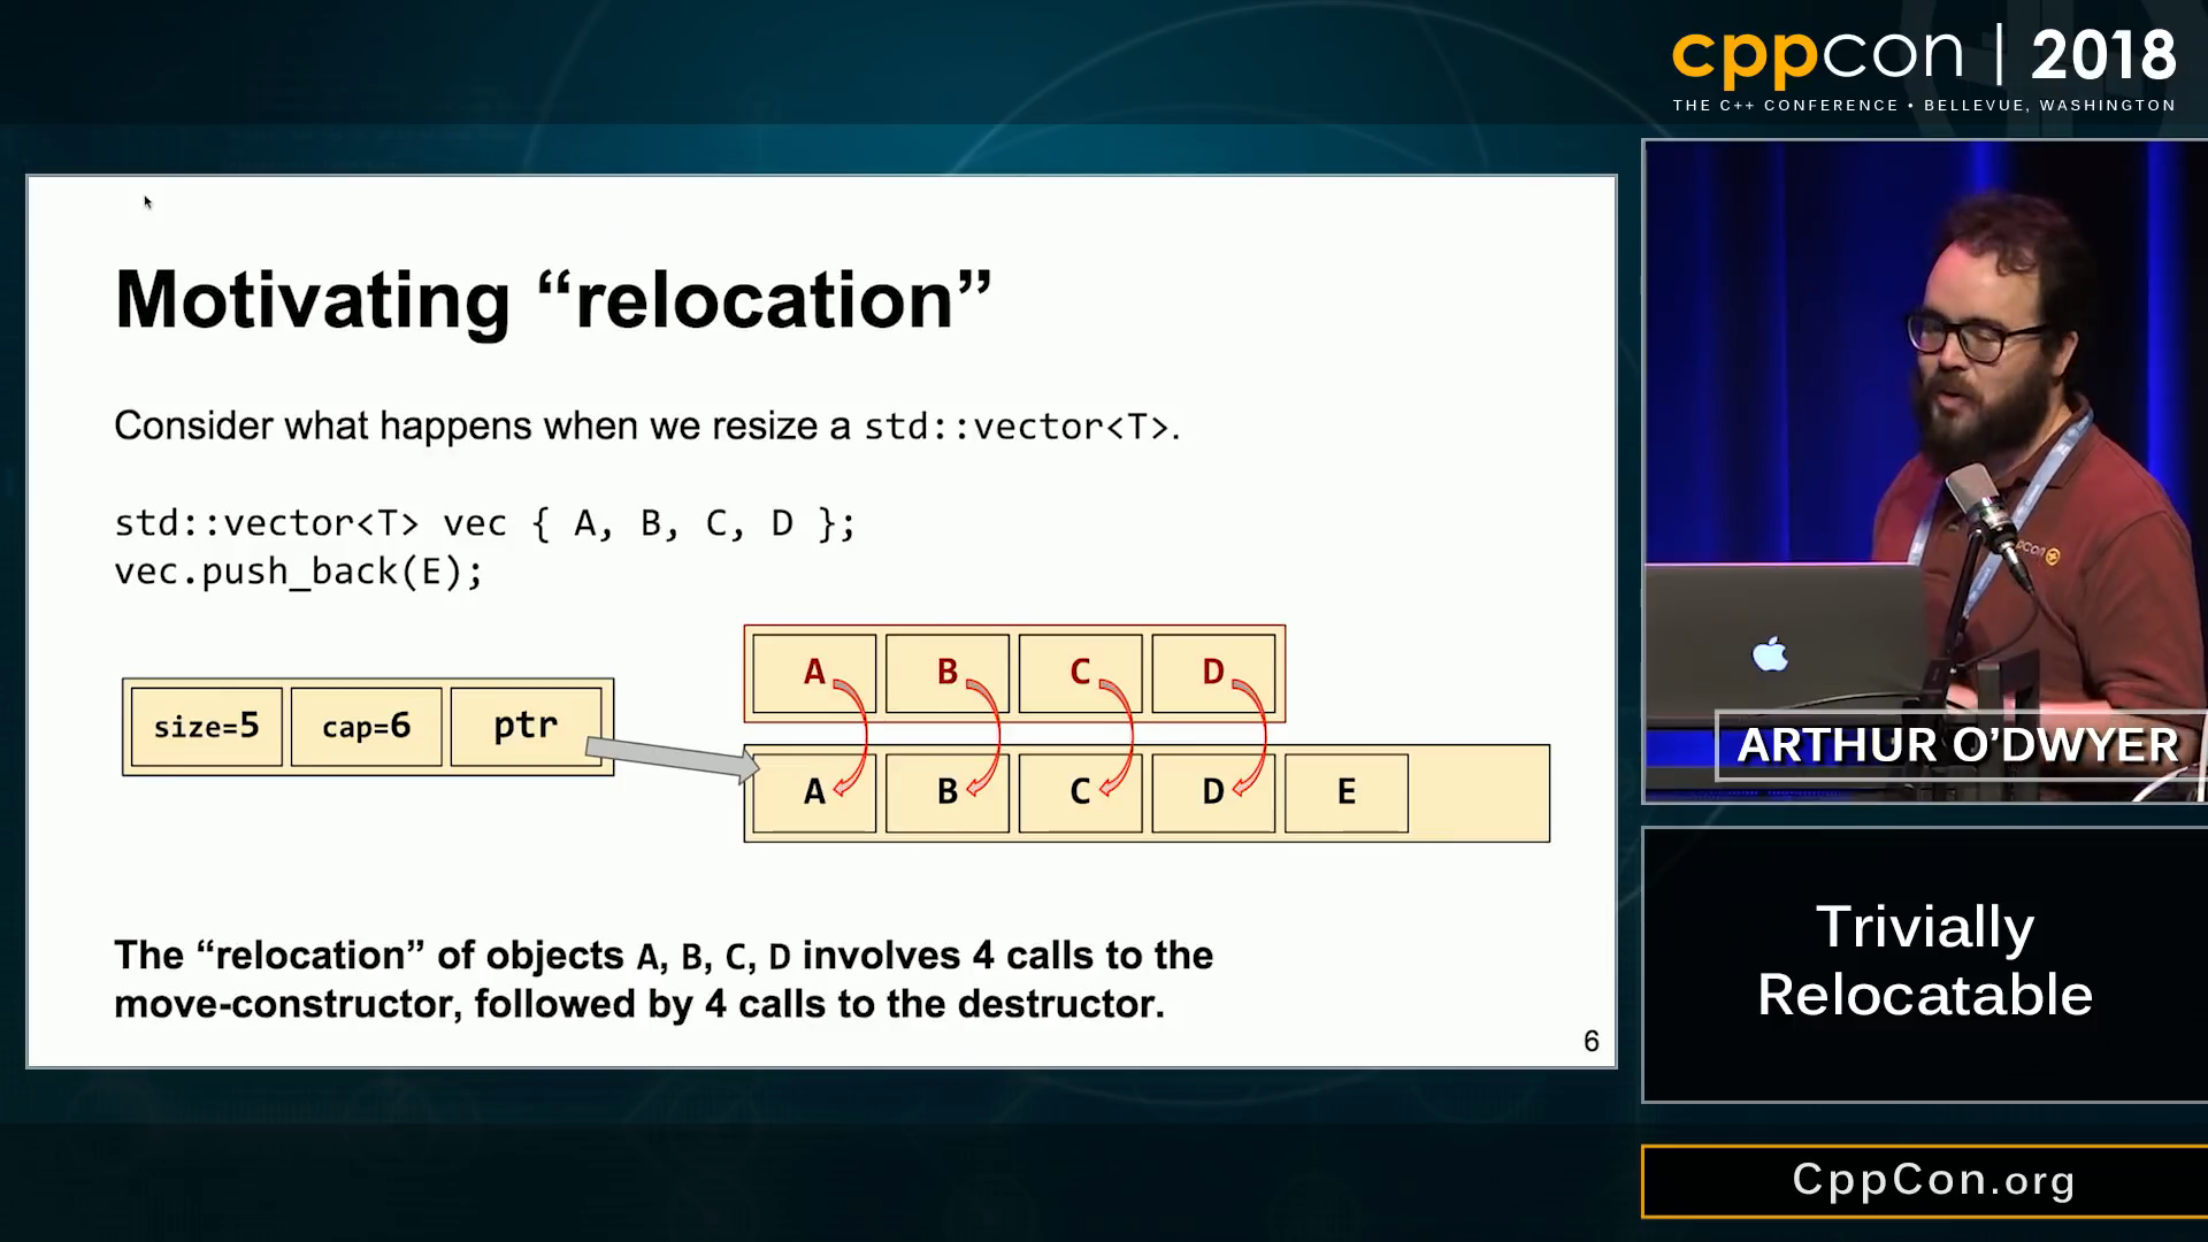 cppcon | 2018
THE C++ CONFERENCE • BELLEVUE, WASHINGTON
Motivating “relocation”
Consider what happens when we resize a std::vector<T>.
std::vector<T> vec { A, B, C, D };
vec.push_back(E);
A B C D
size=5 cap=6 ptr
A B C D E
The “relocation” of objects A, B, C, D involves 4 calls to the
move-constructor, followed by 4 calls to the destructor.
6
ARTHUR O’DWYER
Trivially
Relocatable
CppCon.org